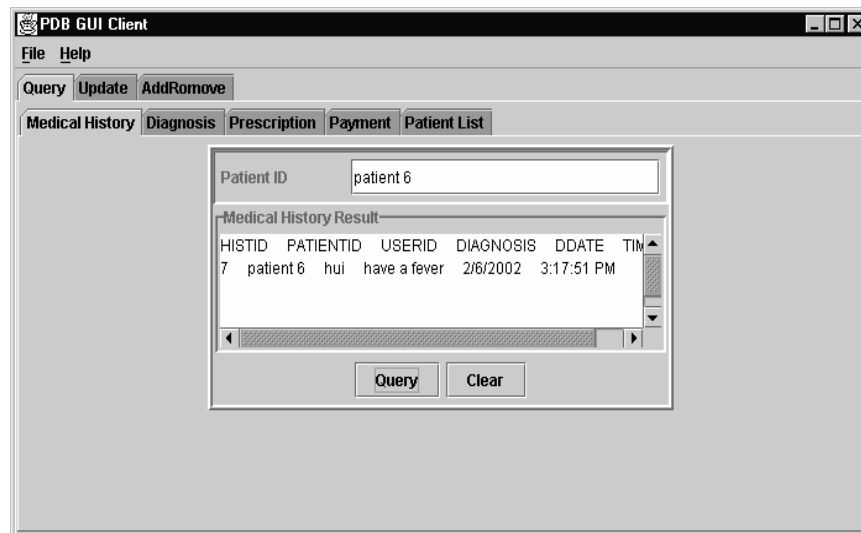 PDB GUI Client
File Help
Query Update AddRomove
Medical History Diagnosis Prescription Payment Patient List
Patient ID patient 6
Medical History Result
HISTID PATIENTID USERID DIAGNOSIS DDATE
7 patient 6 hui have a fever 2/6/2002 3:17:51 PM
Query Clear